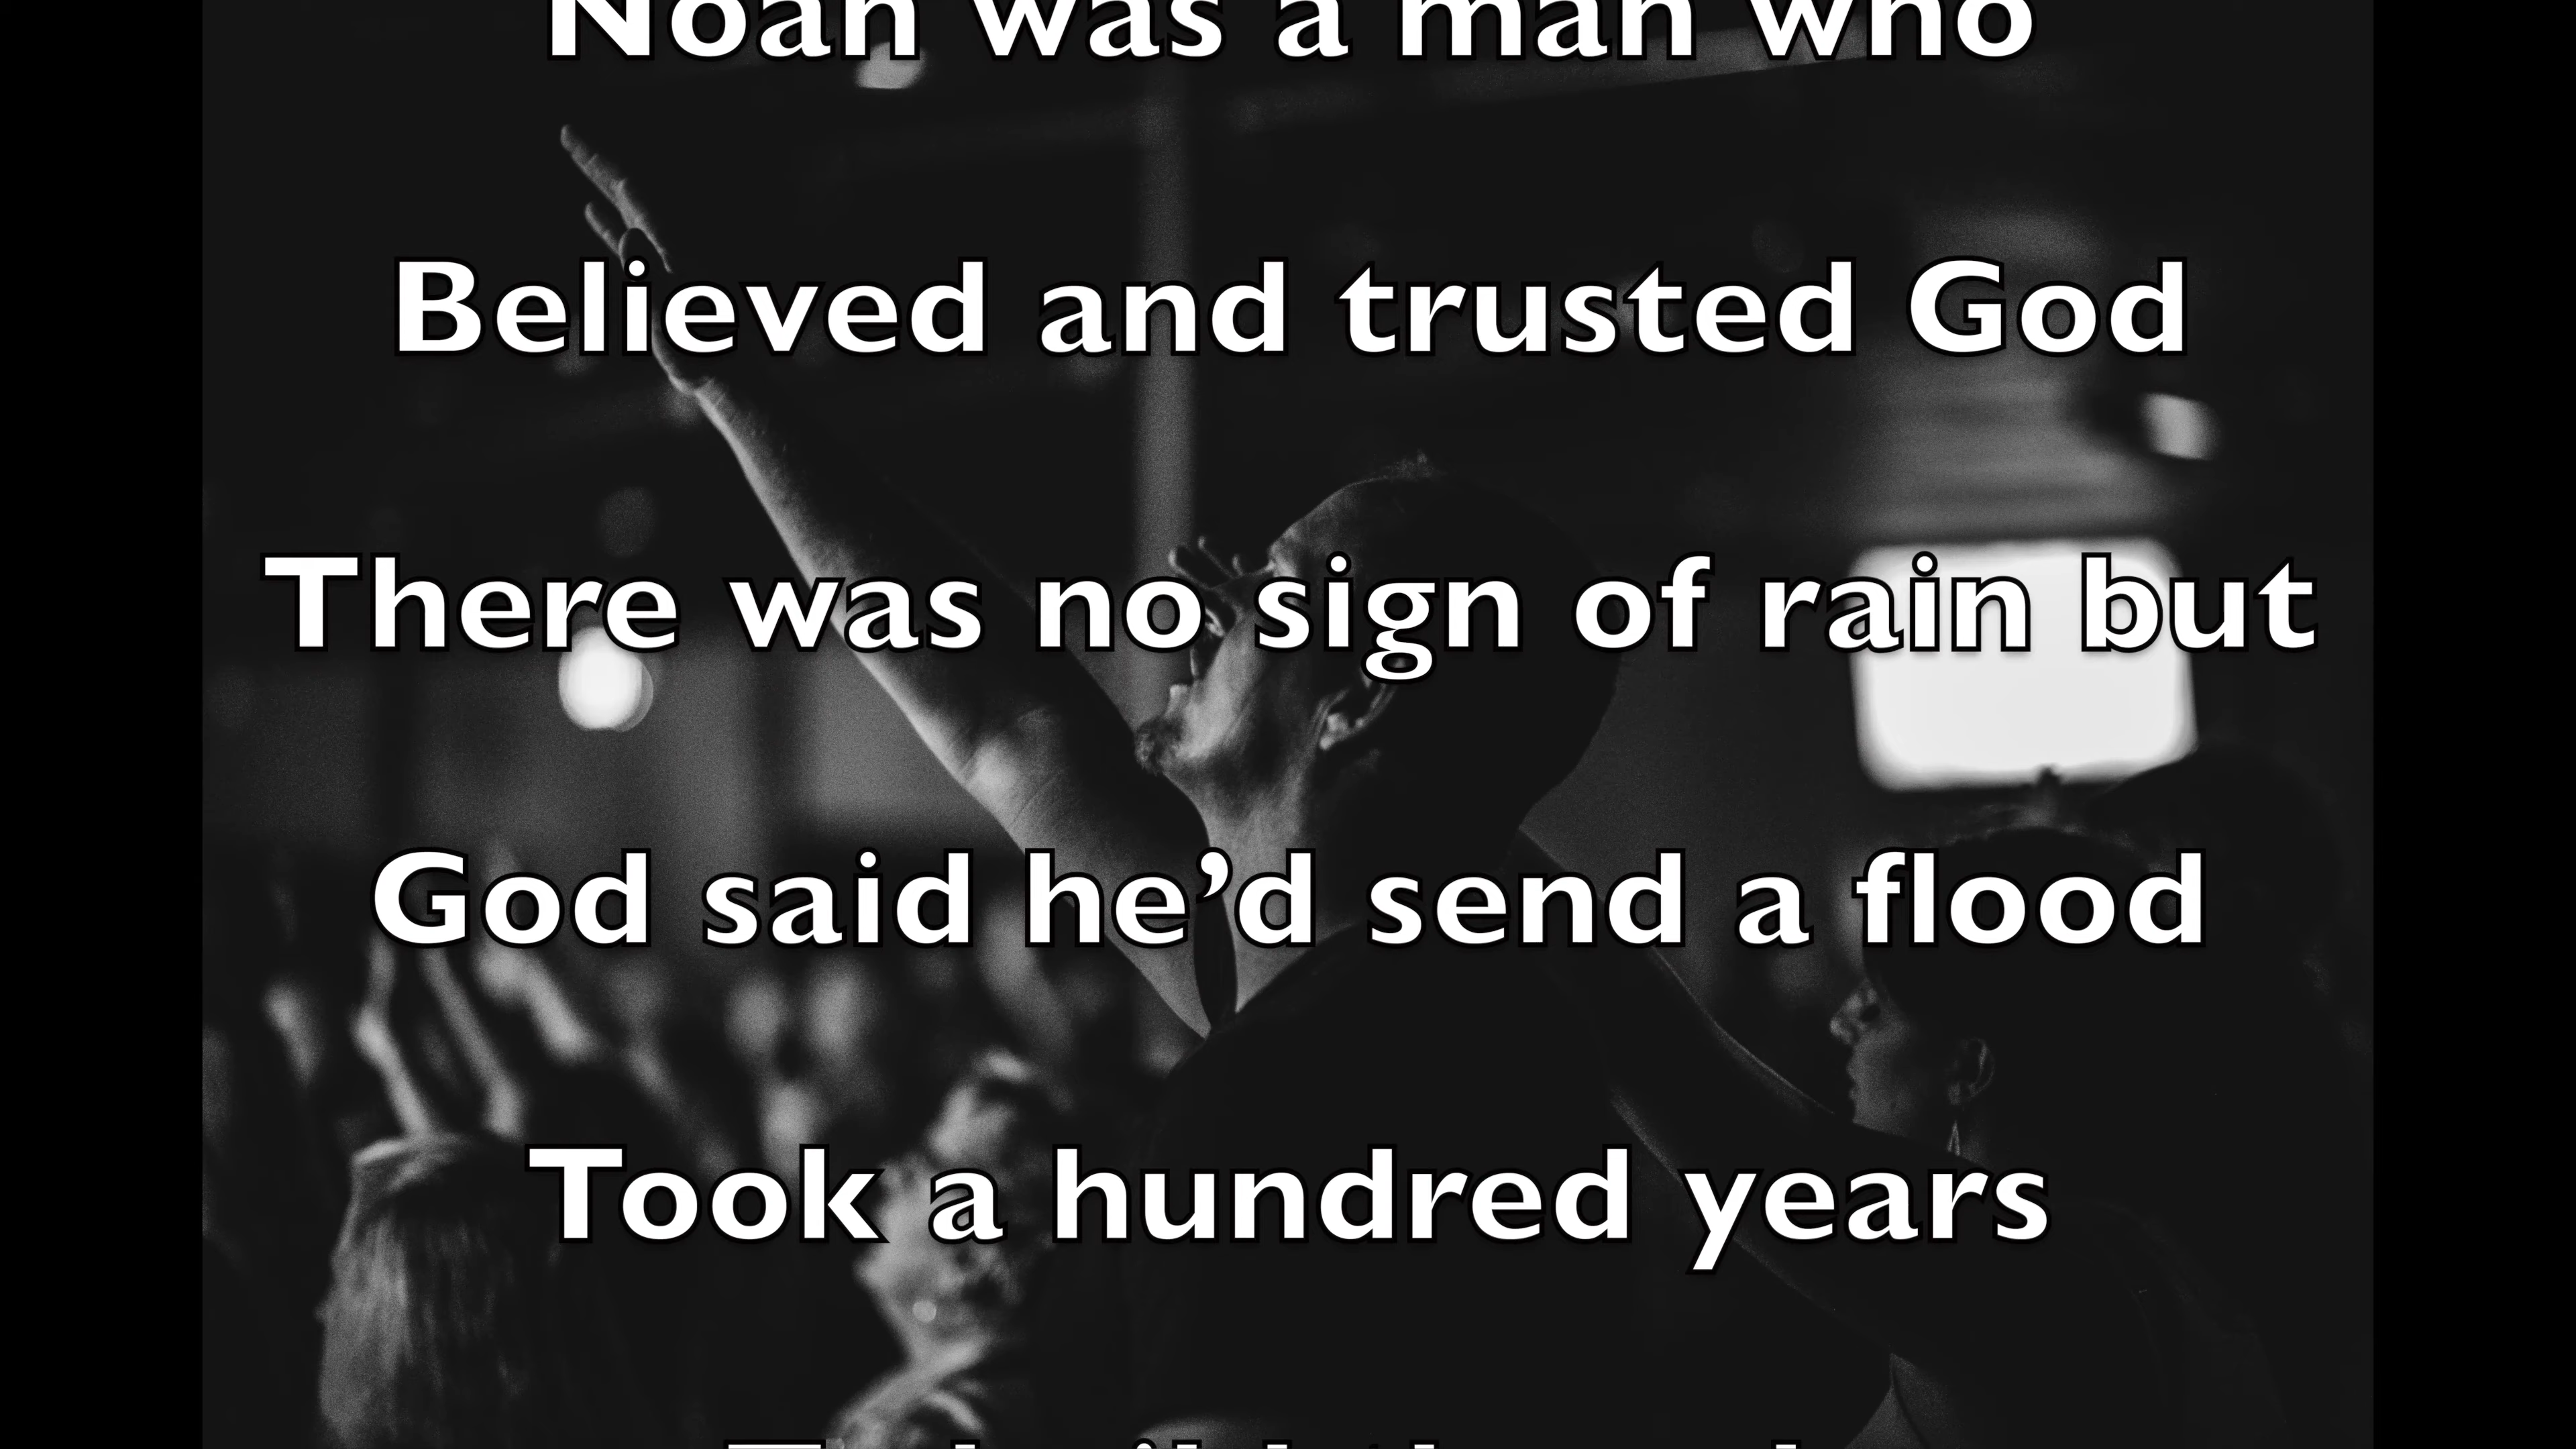 Noah was a man who
Believed and trusted God
There was no sign of rain but
God said he’d send a flood
Took a hundred years